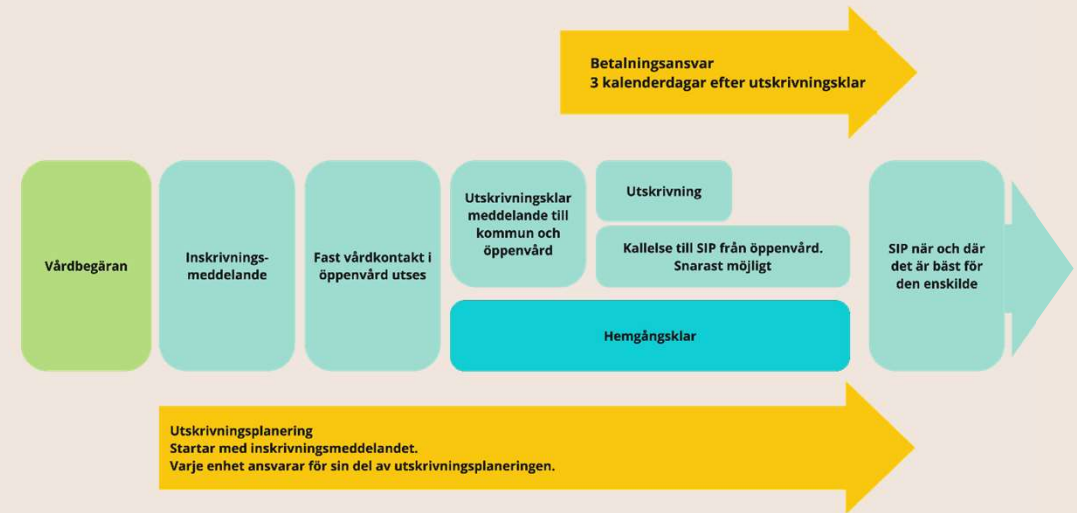 Betalningsansvar
3 kalenderdagar efter utskrivningsklar
Vårdbegäran
Inskrivnings-
meddelande
Fast vårdkontakt i
öppenvård utses
Utskrivningsklar
meddelande till
kommun och
öppenvård
Utskrivning
Kallelse till SIP från öppenvård.
Snarast möjligt
Hemgångsklar
SIP när och där
det är bäst för
den enskilde
Utskrivningsplanering
Startar med inskrivningsmeddelandet.
Varje enhet ansvarar för sin del av utskrivningsplaneringen.